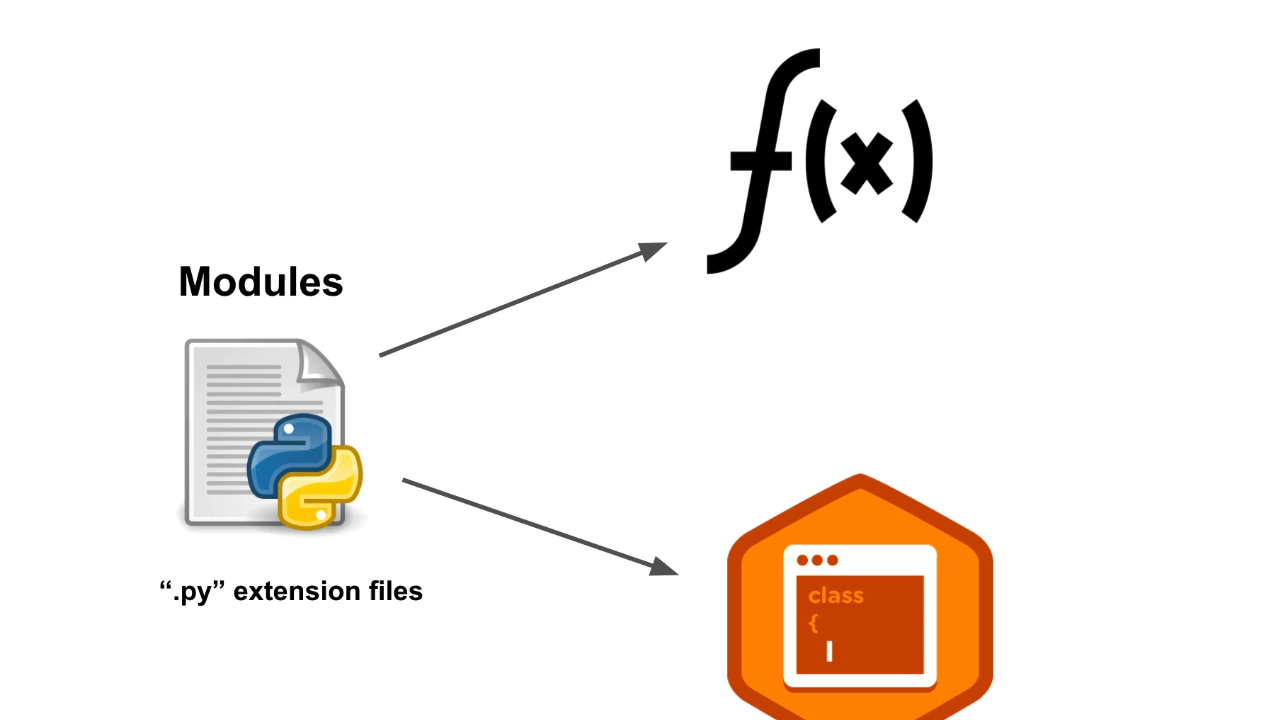 f(x)
Modules
“.py” extension files
class
{